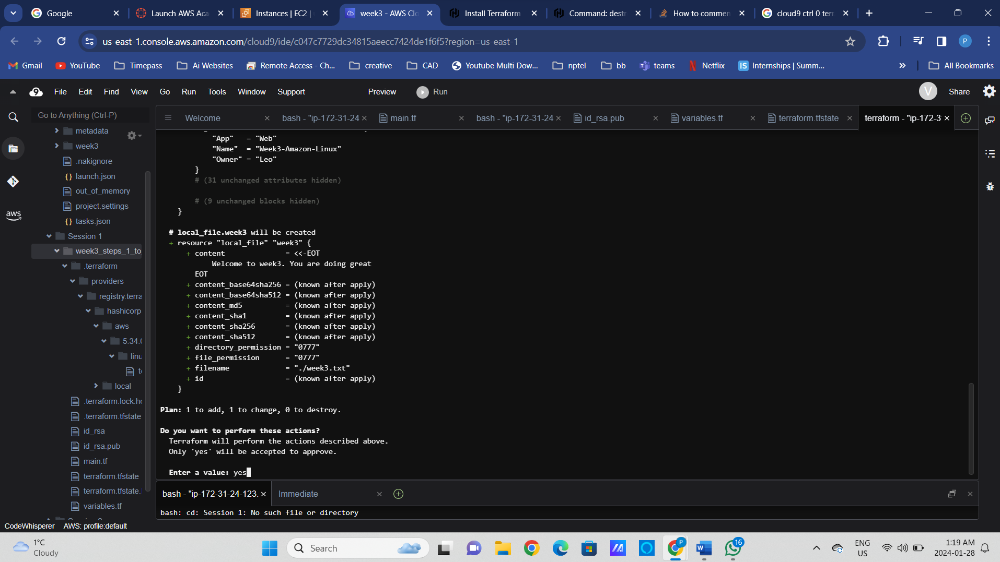 Google
Launch AWS Aca
Instances | EC2 |
week3 - AWS Clo
Install Terraform
Command: destr
How to commen
cloud9 ctrl 0 terr
us-east-1.console.aws.amazon.com/cloud9/ide/c047c7729dc34815aeecc7424de1f6f5?region=us-east-1
P
Gmail
YouTube
Timepass
Ai Websites
Remote Access - Ch...
creative
CAD
Youtube Multi Dow...
nptel
bb
teams
Netflix
IS
Internships | Summ...
All Bookmarks
9
File
Edit
Find
View
Go
Run
Tools
Window
Support
Preview
Run
V
Share
Go to Anything (Ctrl-P)
Welcome
bash - "ip-172-31-24
main.tf
bash - "ip-172-31-24
id_rsa.pub
variables.tf
terraform.tfstate
terraform - "ip-172-3
metadata
week3
.nakignore
launch.json
out_of_memory
project.settings
tasks.json
Session 1
week3_steps_1_to
.terraform
providers
registry.terra
hashicorp
aws
5.34.0
linu
te
local
.terraform.lock.hc
.terraform.tfstate
id_rsa
id_rsa.pub
main.tf
terraform.tfstate
terraform.tfstate.
variables.tf
aws
"App"   = "Web"
"Name"  = "Week3-Amazon-Linux"
"Owner" = "Leo"
}
# (31 unchanged attributes hidden)
# (9 unchanged blocks hidden)
}
# local_file.week3 will be created
+ resource "local_file" "week3" {
+ content              = <<-EOT
Welcome to week3. You are doing great
EOT
+ content_base64sha256 = (known after apply)
+ content_base64sha512 = (known after apply)
+ content_md5          = (known after apply)
+ content_sha1         = (known after apply)
+ content_sha256       = (known after apply)
+ content_sha512       = (known after apply)
+ directory_permission = "0777"
+ file_permission      = "0777"
+ filename             = "./week3.txt"
+ id                   = (known after apply)
}
Plan: 1 to add, 1 to change, 0 to destroy.
Do you want to perform these actions?
Terraform will perform the actions described above.
Only 'yes' will be accepted to approve.
Enter a value: yes
bash - "ip-172-31-24-123.
Immediate
bash: cd: Session 1: No such file or directory
CodeWhisperer
AWS: profile:default
1°C
Cloudy
Search
P
16
ENG
US
1:19 AM
2024-01-28